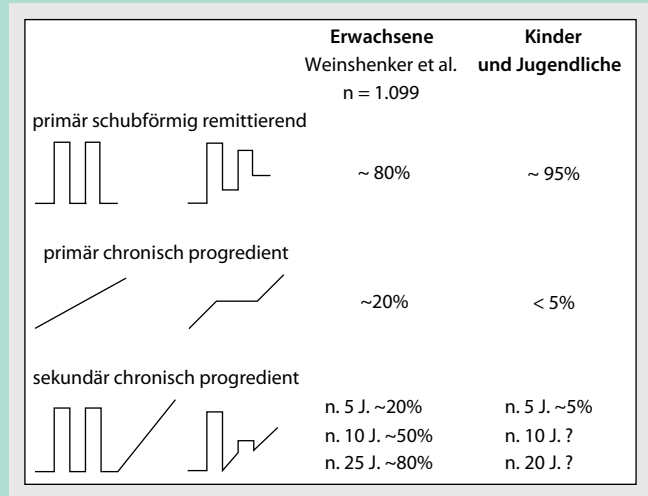 Erwachsene Kinder
Weinshenker et al. und Jugendliche
n = 1.099
primär schubförmig remittierend
~ 80% ~ 95%
primär chronisch progredient
~20% < 5%
sekundär chronisch progredient
n. 5 J. ~20% n. 5 J. ~5%
n. 10 J. ~50% n. 10 J. ?
n. 25 J. ~80% n. 20 J. ?